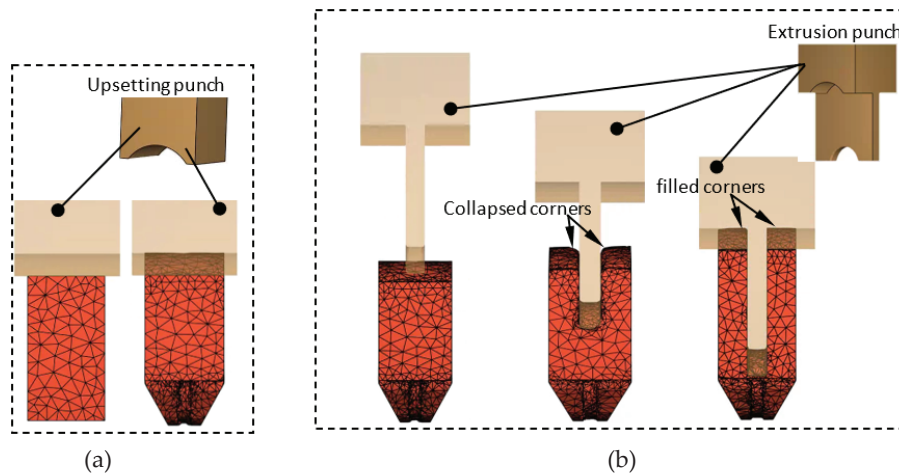 Upsetting punch
Extrusion punch
Collapsed corners
filled corners
(a)
(b)